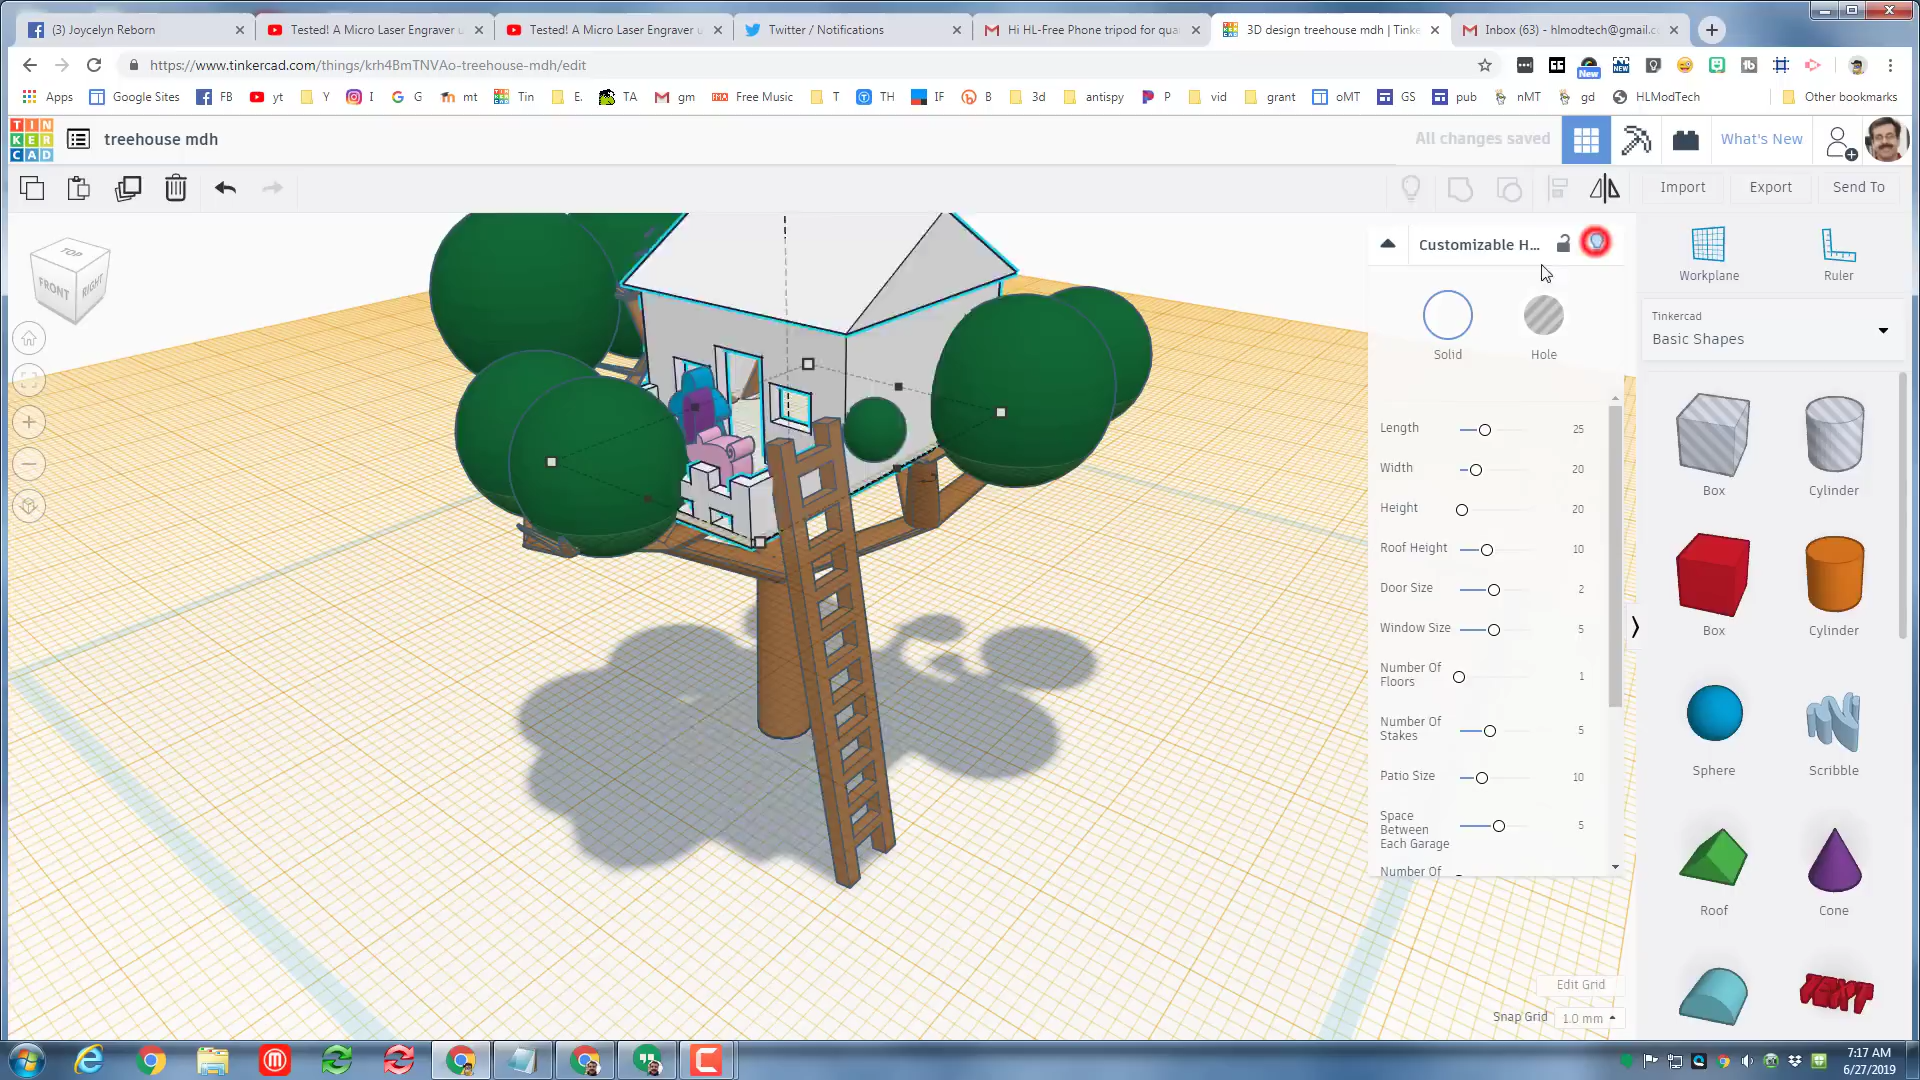 (3) Joycelyn Reborn
Tested! A Micro Laser Engraver u
Tested! A Micro Laser Engraver u
Twitter / Notifications
Hi HL-Free Phone tripod for qua
3D design treehouse mdh | Tinke
Inbox (63) - hlmodtech@gmail.c
https://www.tinkercad.com/things/krh4BmTNVAo-treehouse-mdh/edit
New
NEW
Apps
Google Sites
FB
yt
Y
I
G
mt
Tin
E.
TA
gm
Free Music
T
TH
IF
B
3d
antispy
P
vid
grant
oMT
GS
pub
nMT
gd
HLModTech
Other bookmarks
TIN
KER
CAD
treehouse mdh
All changes saved
What's New
Import
Export
Send To
TOP
FRONT
RIGHT
Customizable H...
Solid
Hole
Length 25
Width 20
Height 20
Roof Height 10
Door Size 2
Window Size 5
Number Of
Floors 1
Number Of
Stakes 5
Patio Size 10
Space
Between
Each Garage 5
Number Of
Workplane
Ruler
Tinkercad
Basic Shapes
Box
Cylinder
Box
Cylinder
Sphere
Scribble
Roof
Cone
TEXT
Edit Grid
Snap Grid 1.0 mm
7:17 AM
6/27/2019